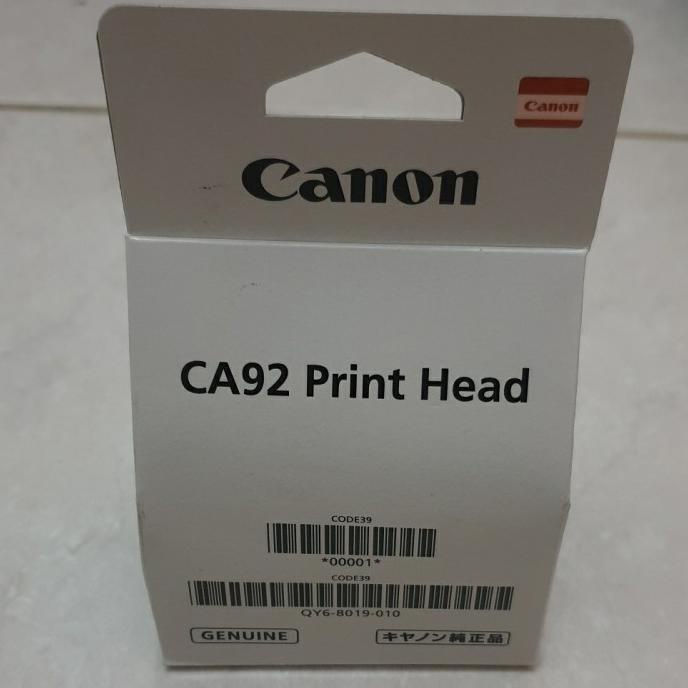 Canon
Canon
CA92 Print Head
CODE39
*00001*
CODE39
QY6-8019-010
GENUINE
キヤノン純正品